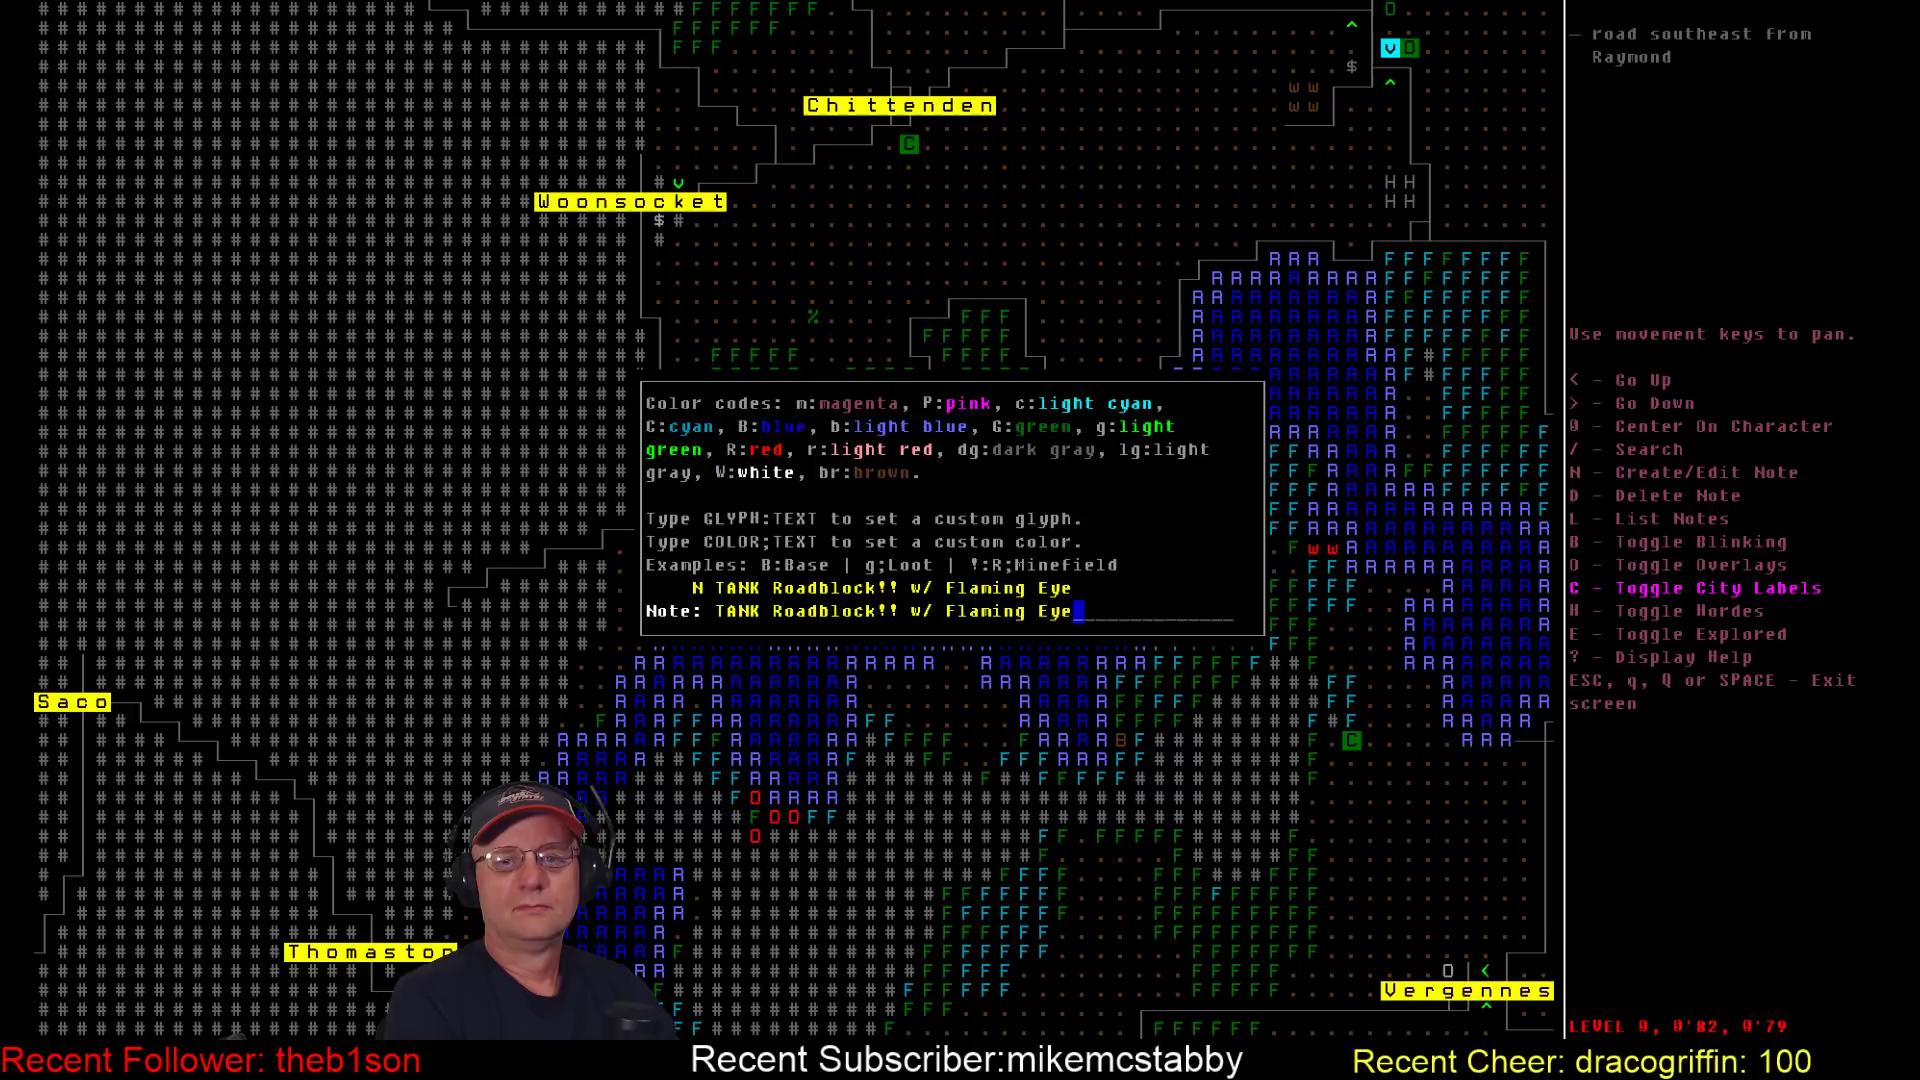 — road southeast from
Raymond
Chittenden
Woonsocket
Use movement keys to pan.
< - Go Up
> - Go Down
0 - Center On Character
/ - Search
N - Create/Edit Note
D - Delete Note
L - List Notes
B - Toggle Blinking
O - Toggle Overlays
C - Toggle City Labels
H - Toggle Hordes
E - Toggle Explored
? - Display Help
ESC, q, Q or SPACE - Exit
screen
Color codes: m:magenta, P:pink, c:light cyan,
C:cyan, B:blue, b:light blue, G:green, g:light
green, R:red, r:light red, dg:dark gray, lg:light
gray, W:white, br:brown.
Type GLYPH:TEXT to set a custom glyph.
Type COLOR;TEXT to set a custom color.
Examples: B:Base | g;Loot | !:R;Minefield
N TANK Roadblock!! w/ Flaming Eye
Note: TANK Roadblock!! w/ Flaming Eye
Saco
Thomaston
Vergennes
LEVEL 0, 0'82, 0'79
Recent Follower: theb1son
Recent Subscriber:mikemcstabby
Recent Cheer: dracogriffin: 100